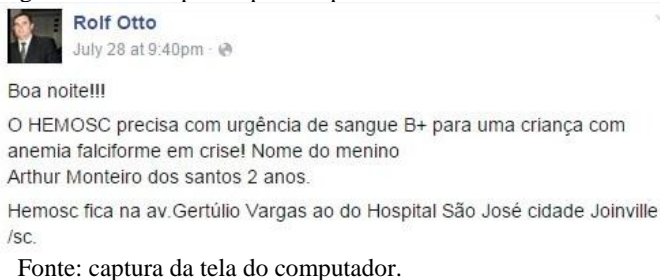 Rolf Otto
July 28 at 9:40pm ·
Boa noite!!!
O HEMOSC precisa com urgência de sangue B+ para uma criança com
anemia falciforme em crise! Nome do menino
Arthur Monteiro dos santos 2 anos.
Hemosc fica na av.Gertúlio Vargas ao do Hospital São José cidade Joinville
/sc.
Fonte: captura da tela do computador.